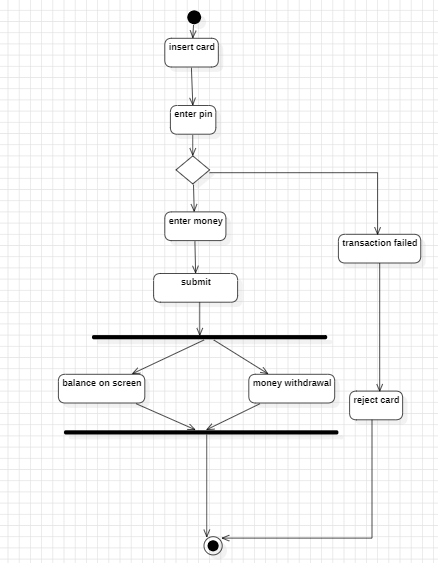 insert card
enter pin
enter money
transaction failed
submit
balance on screen
money withdrawal
reject card